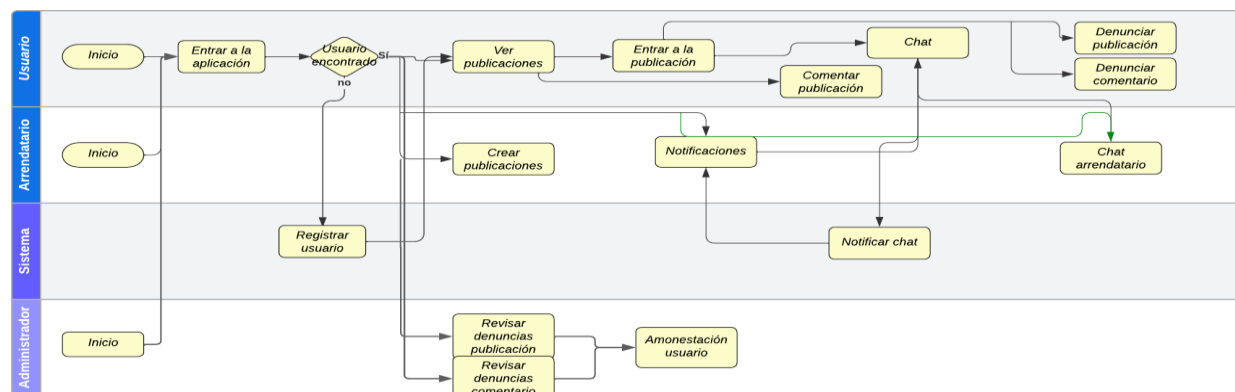 Usuario
Inicio
Entrar a la
aplicación
Usuario
encontrado
Sí
no
Ver
publicaciones
Entrar a la
publicación
Chat
Comentar
publicación
Denunciar
publicación
Denunciar
comentario
Arrendatario
Inicio
Crear
publicaciones
Notificaciones
Chat
arrendatario
Sistema
Registrar
usuario
Notificar chat
Administrador
Inicio
Revisar
denuncias
publicación
Revisar
denuncias
comentario
Amonestación
usuario